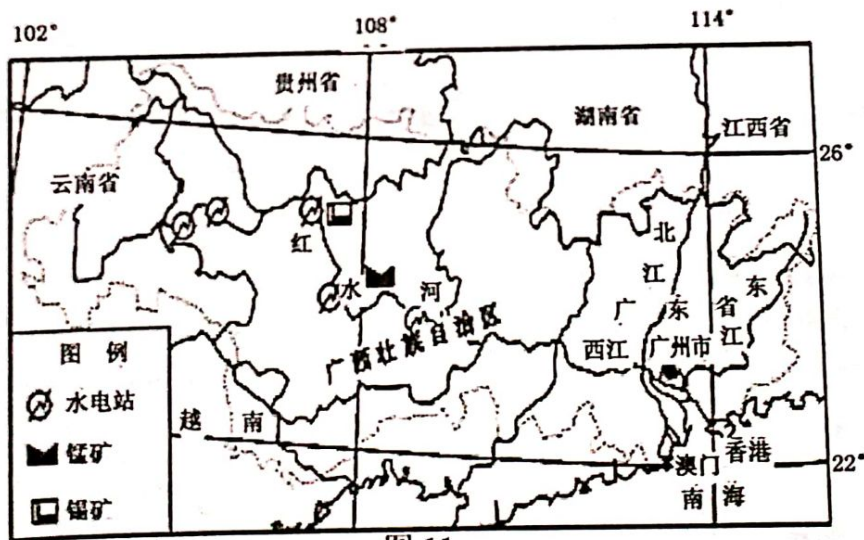 102° 108° 114°
贵州省
湖南省
江西省
26°
云南省
红 水 河
北江
广东省
东江
广西壮族自治区
西江
广州市
图 例
水电站
越 南
锰矿
锡矿
香港
澳门
22°
南 海